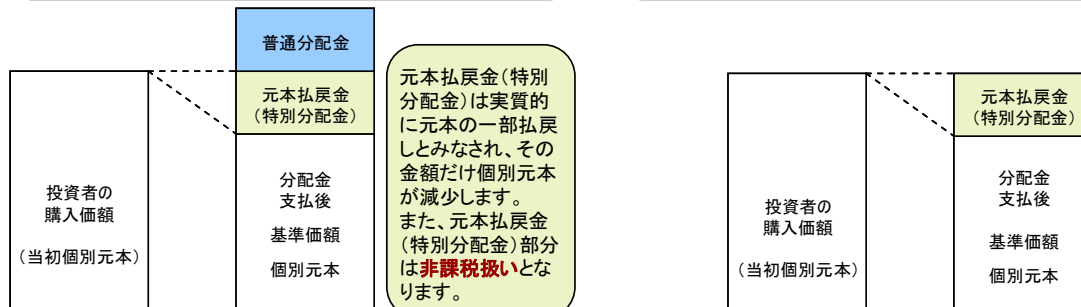 普通分配金
元本払戻金
（特別分配金）
投資者の
購入価額
（当初個別元本）
分配金
支払後
基準価額
個別元本
元本払戻金（特別
分配金）は実質的
に元本の一部払戻
しとみなされ、その
金額だけ個別元本
が減少します。
また、元本払戻金
（特別分配金）部分
は非課税扱いとな
ります。
投資者の
購入価額
（当初個別元本）
元本払戻金
（特別分配金）
分配金
支払後
基準価額
個別元本